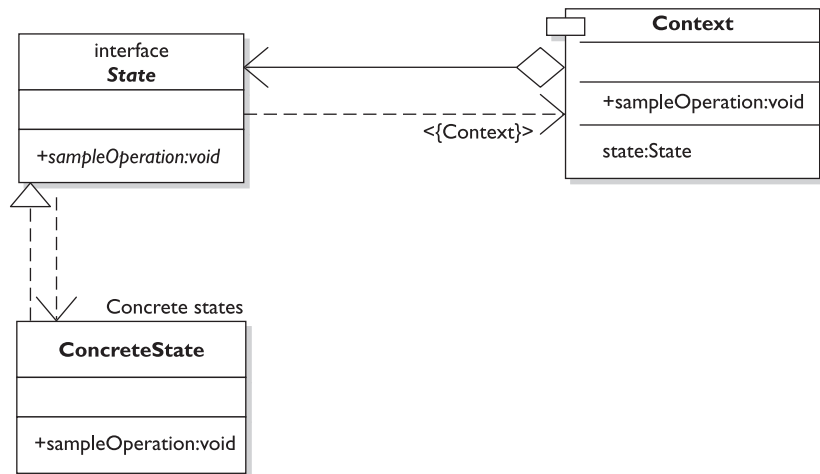 interface
State
+sampleOperation:void
Context
+sampleOperation:void
state:State
<{Context}>
Concrete states
ConcreteState
+sampleOperation:void